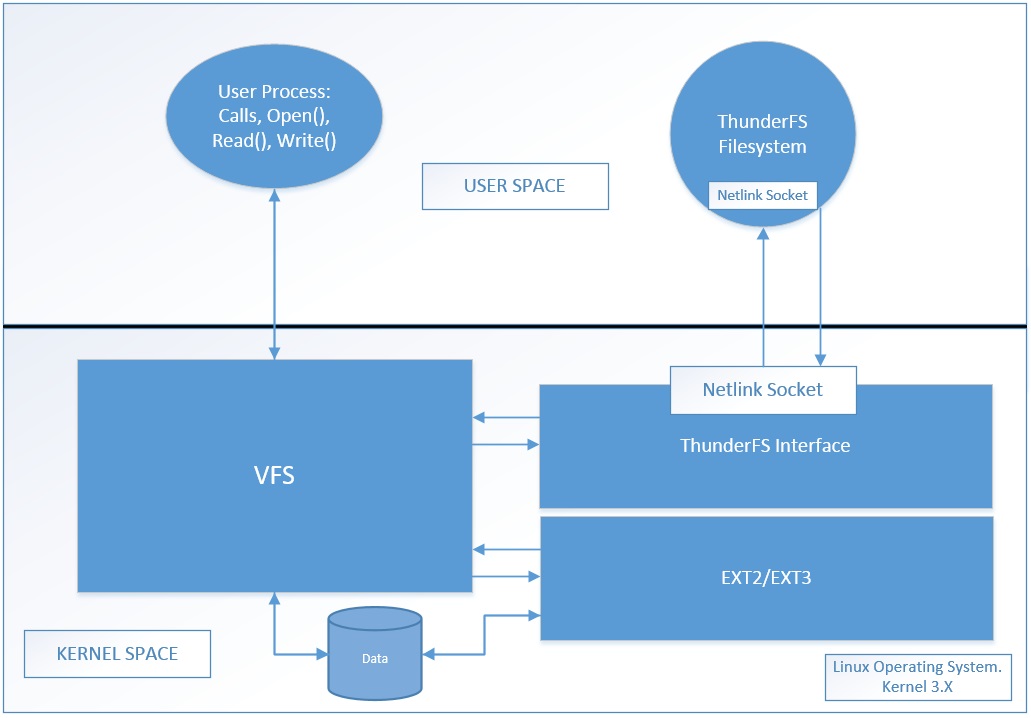 User Process:
Calls, Open(),
Read(), Write()
ThunderFS
Filesystem
Netlink Socket
USER SPACE
Netlink Socket
ThunderFS Interface
VFS
EXT2/EXT3
Data
KERNEL SPACE
Linux Operating System.
Kernel 3.X